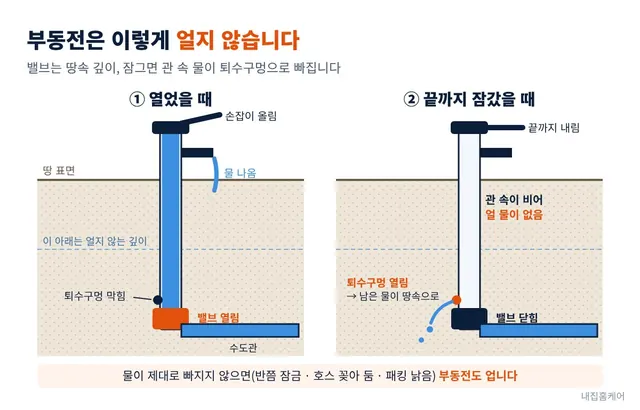 부동전은 이렇게 얼지 않습니다
밸브는 땅속 깊이, 잠그면 관 속 물이 퇴수구멍으로 빠집니다
① 열었을 때
손잡이 올림
물 나옴
땅 표면
이 아래는 얼지 않는 깊이
퇴수구멍 막힘
밸브 열림
수도관
② 끝까지 잠갔을 때
끝까지 내림
관 속이 비어
얼 물이 없음
퇴수구멍 열림
→ 남은 물이 땅속으로
밸브 닫힘
물이 제대로 빠지지 않으면(반쯤 잠금 · 호스 꽂아 둠 · 패킹 낡음) 부동전도 업니다
내집홈케어